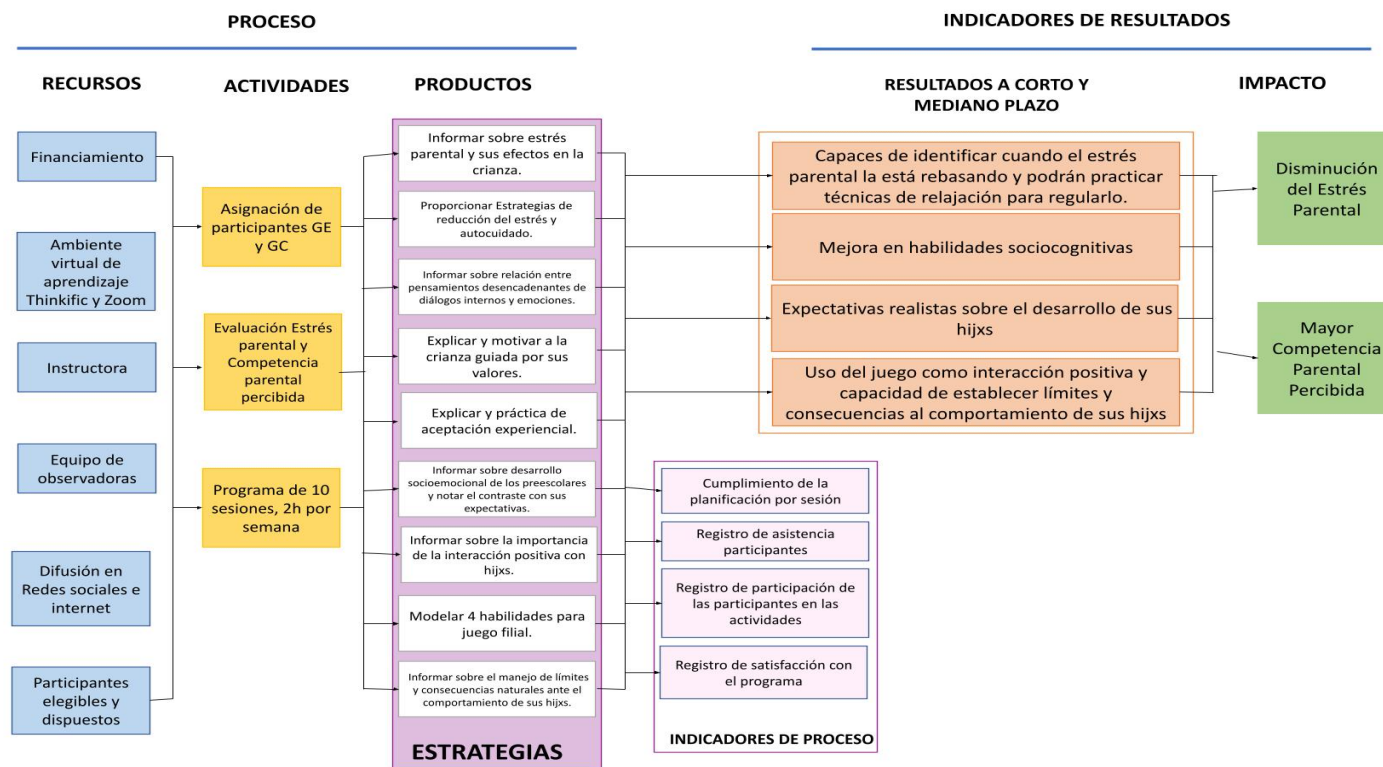 PROCESO
INDICADORES DE RESULTADOS
RECURSOS
ACTIVIDADES
PRODUCTOS
RESULTADOS A CORTO Y
MEDIANO PLAZO
IMPACTO
Financiamiento
Ambiente
virtual de
aprendizaje
Thinkific y Zoom
Instructora
Equipo de
observadoras
Difusión en
Redes sociales e
internet
Participantes
elegibles y
dispuestos
Asignación de
participantes GE
y GC
Evaluación Estrés
parental y
Competencia
parental
percibida
Programa de 10
sesiones, 2h por
semana
Informar sobre estrés
parental y sus efectos en la
crianza.
Proporcionar Estrategias de
reducción del estrés y
autocuidado.
Informar sobre relación entre
pensamientos desencadenantes de
diálogos internos y emociones.
Explicar y motivar a la
crianza guiada por sus
valores.
Explicar y práctica de
aceptación experiencial.
Informar sobre desarrollo
socioemocional de los preescolares
y notar el contraste con sus
expectativas.
Informar sobre la importancia
de la interacción positiva con
hijxs.
Modelar 4 habilidades para
juego filial.
Informar sobre el manejo de límites
y consecuencias naturales ante el
comportamiento de sus hijxs.
ESTRATEGIAS
Capaces de identificar cuando el estrés
parental la está rebasando y podrán practicar
técnicas de relajación para regularlo.
Mejora en habilidades sociocognitivas
Expectativas realistas sobre el desarrollo de sus
hijxs
Uso del juego como interacción positiva y
capacidad de establecer límites y
consecuencias al comportamiento de sus hijxs
Cumplimiento de la
planificación por sesión
Registro de asistencia
participantes
Registro de participación de
las participantes en las
actividades
Registro de satisfacción con
el programa
INDICADORES DE PROCESO
Disminución
del Estrés
Parental
Mayor
Competencia
Parental
Percibida